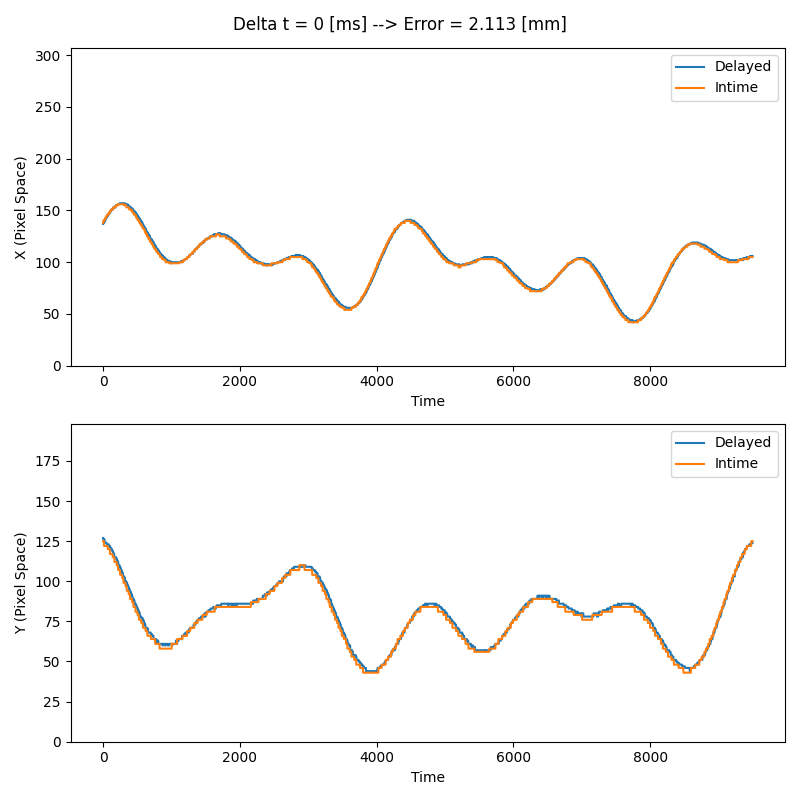 Delta t = 0 [ms] --> Error = 2.113 [mm]
300
250
200
150
100
50
0
X (Pixel Space)
Delayed
Intime
0 2000 4000 6000 8000
Time
175
150
125
100
75
50
25
0
Y (Pixel Space)
Delayed
Intime
0 2000 4000 6000 8000
Time